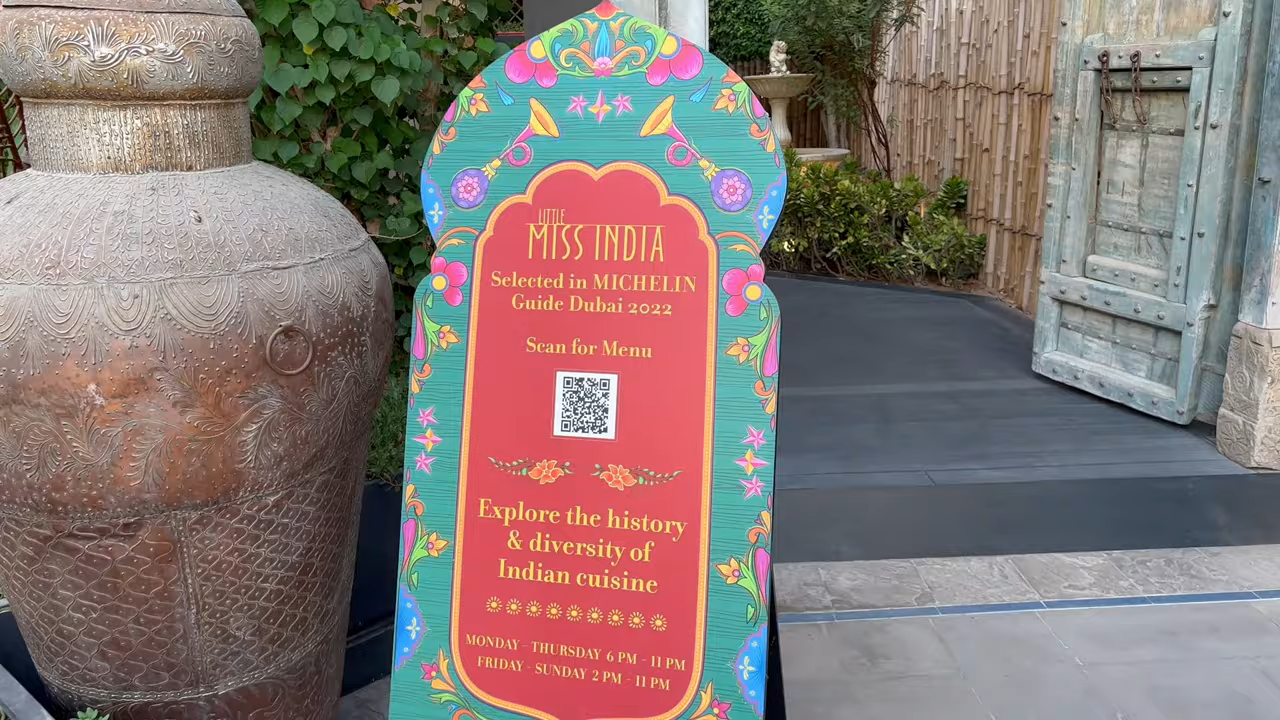 LITTLE
MISS INDIA
Selected in MICHELIN
Guide Dubai 2022
Scan for Menu
Explore the history
& diversity of
Indian cuisine
MONDAY - THURSDAY 6 PM - 11 PM
FRIDAY - SUNDAY 2 PM - 11 PM